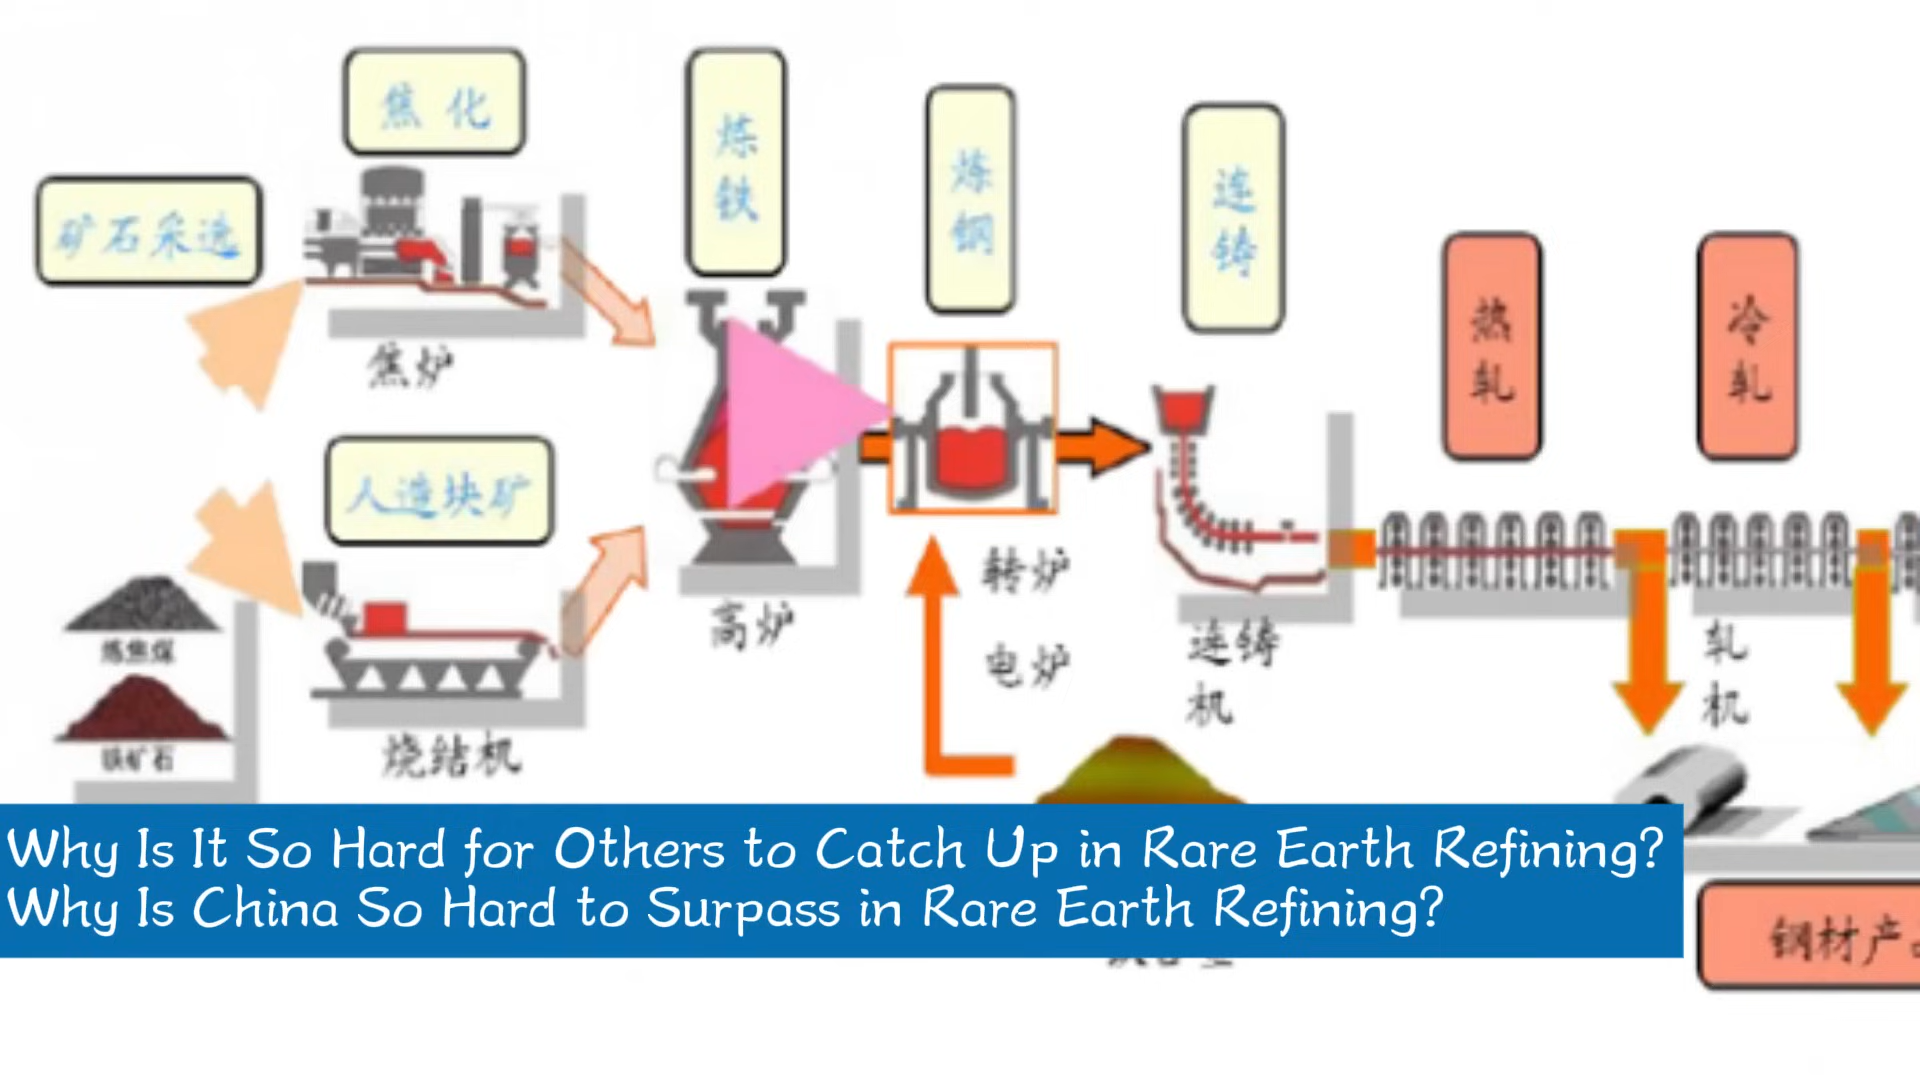 焦化
矿石采选
炼铁
炼钢
连铸
热轧
冷轧
焦炉
人造块矿
炼焦煤
铁矿石
烧结机
高炉
转炉
电炉
连铸机
轧机
Why Is It So Hard for Others to Catch Up in Rare Earth Refining?
Why Is China So Hard to Surpass in Rare Earth Refining?
钢材产